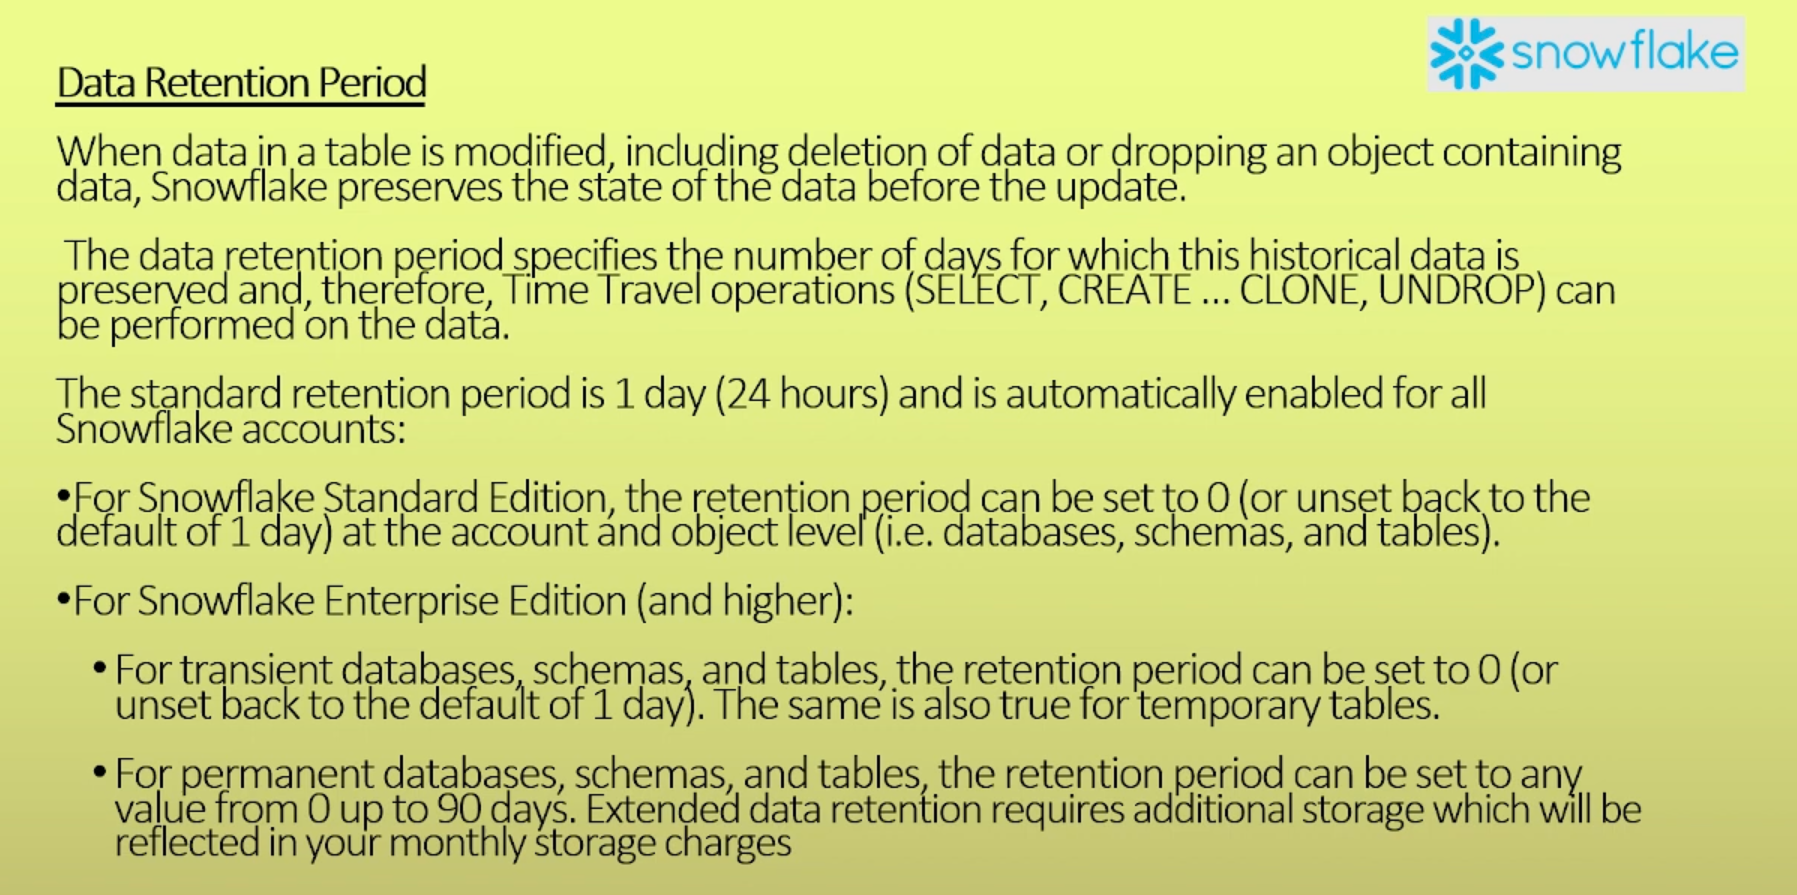 snowflake
Data Retention Period
When data in a table is modified, including deletion of data or dropping an object containing
data, Snowflake preserves the state of the data before the update.
The data retention period specifies the number of days for which this historical data is
preserved and, therefore, Time Travel operations (SELECT, CREATE ... CLONE, UNDROP) can
be performed on the data.
The standard retention period is 1 day (24 hours) and is automatically enabled for all
Snowflake accounts:
•For Snowflake Standard Edition, the retention period can be set to 0 (or unset back to the
default of 1 day) at the account and object level (i.e. databases, schemas, and tables).
•For Snowflake Enterprise Edition (and higher):
• For transient databases, schemas, and tables, the retention period can be set to 0 (or
unset back to the default of 1 day). The same is also true for temporary tables.
• For permanent databases, schemas, and tables, the retention period can be set to any
value from 0 up to 90 days. Extended data retention requires additional storage which will be
reflected in your monthly storage charges